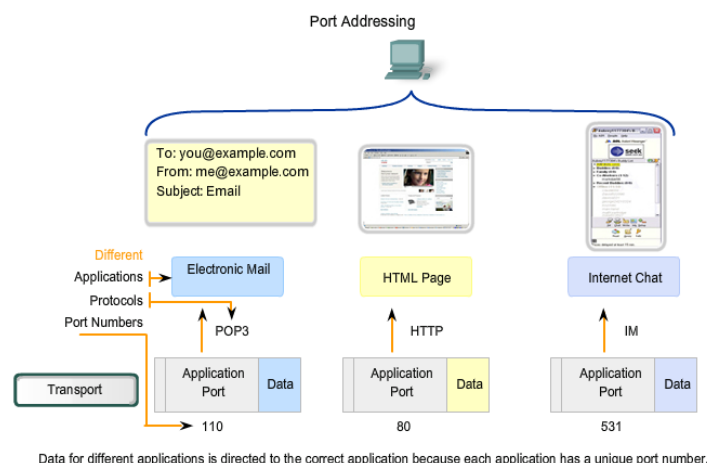 Port Addressing
To: you@example.com
From: me@example.com
Subject: Email
seek
Different
Applications
Protocols
Port Numbers
Electronic Mail
HTML Page
Internet Chat
POP3
HTTP
IM
Transport
Application
Port
Data
Application
Port
Data
Application
Port
Data
110
80
531
Data for different applications is directed to the correct application because each application has a unique port number.